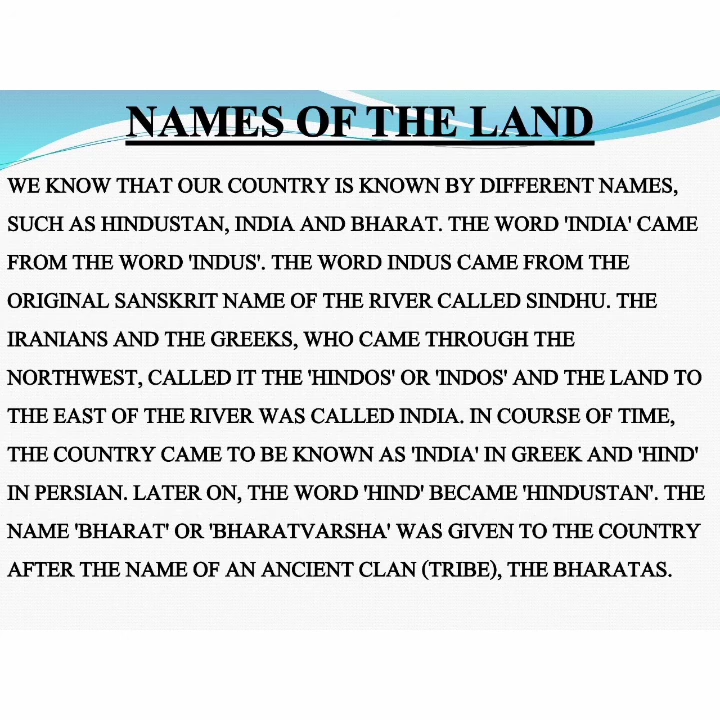 NAMES OF THE LAND
WE KNOW THAT OUR COUNTRY IS KNOWN BY DIFFERENT NAMES,
SUCH AS HINDUSTAN, INDIA AND BHARAT. THE WORD 'INDIA' CAME
FROM THE WORD 'INDUS'. THE WORD INDUS CAME FROM THE
ORIGINAL SANSKRIT NAME OF THE RIVER CALLED SINDHU. THE
IRANIANS AND THE GREEKS, WHO CAME THROUGH THE
NORTHWEST, CALLED IT THE 'HINDOS' OR 'INDOS' AND THE LAND TO
THE EAST OF THE RIVER WAS CALLED INDIA. IN COURSE OF TIME,
THE COUNTRY CAME TO BE KNOWN AS 'INDIA' IN GREEK AND 'HIND'
IN PERSIAN. LATER ON, THE WORD 'HIND' BECAME 'HINDUSTAN'. THE
NAME 'BHARAT' OR 'BHARATVARSHA' WAS GIVEN TO THE COUNTRY
AFTER THE NAME OF AN ANCIENT CLAN (TRIBE), THE BHARATAS.